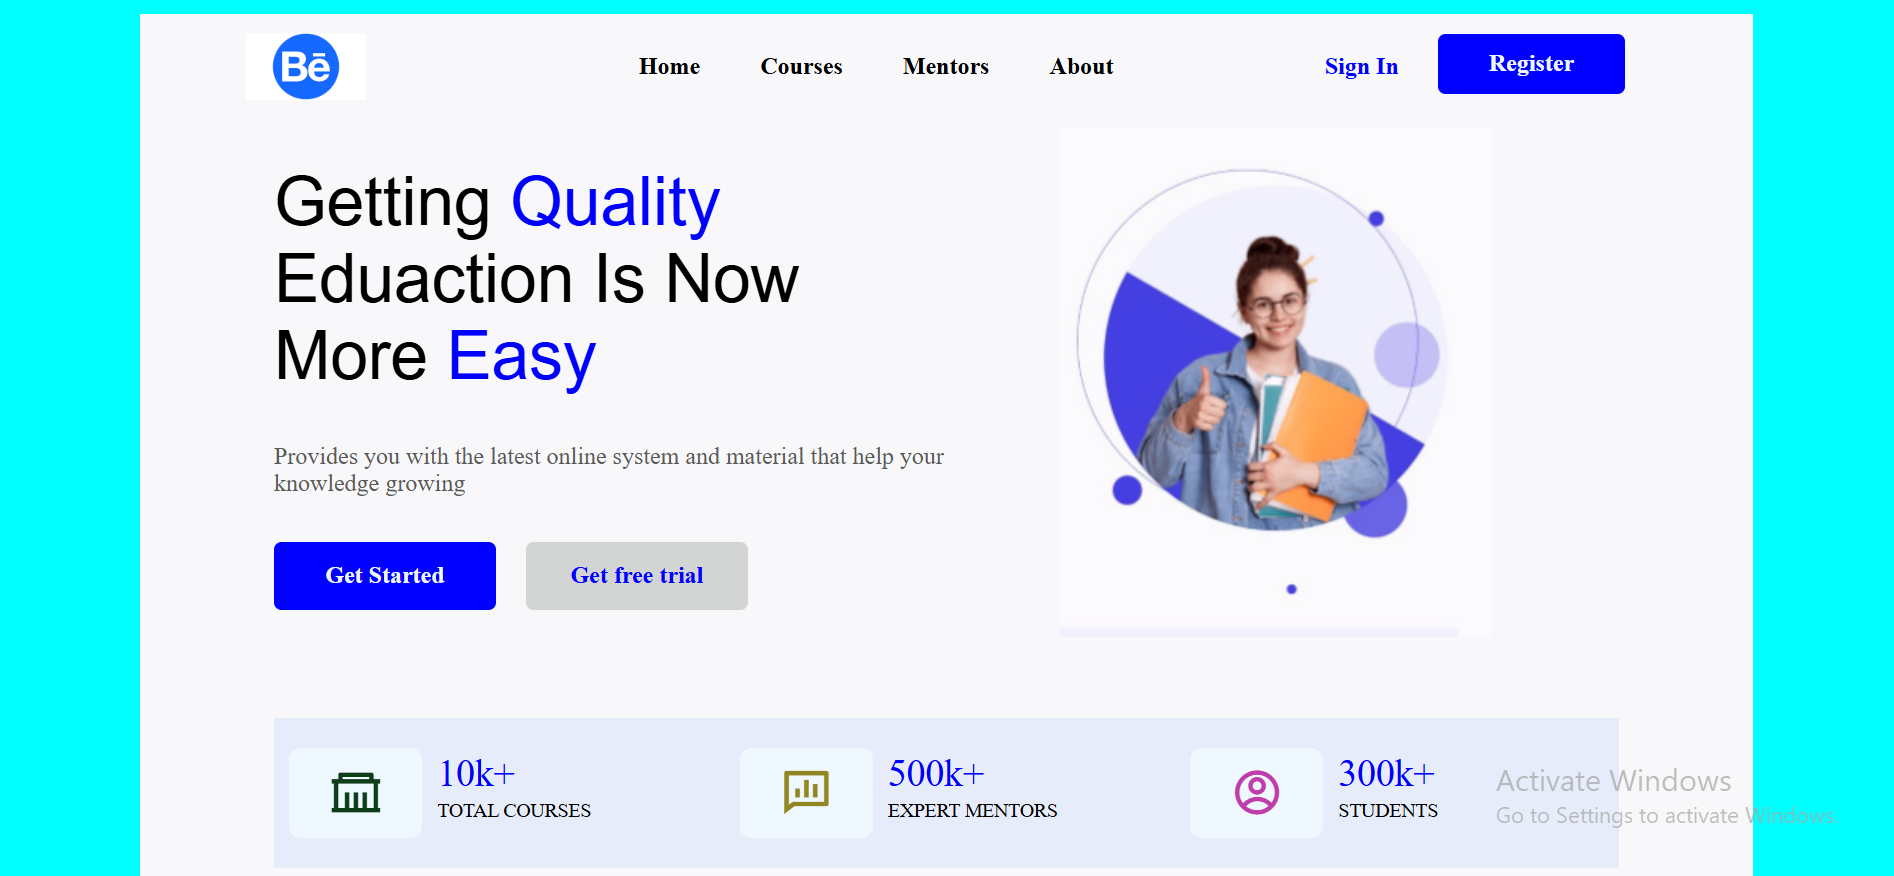 Bē
Home Courses Mentors About Sign In Register
Getting Quality
Eduaction Is Now
More Easy
Provides you with the latest online system and material that help your
knowledge growing
Get Started Get free trial
10k+
TOTAL COURSES
500k+
EXPERT MENTORS
300k+
STUDENTS
Activate Windows
Go to Settings to activate Windows.